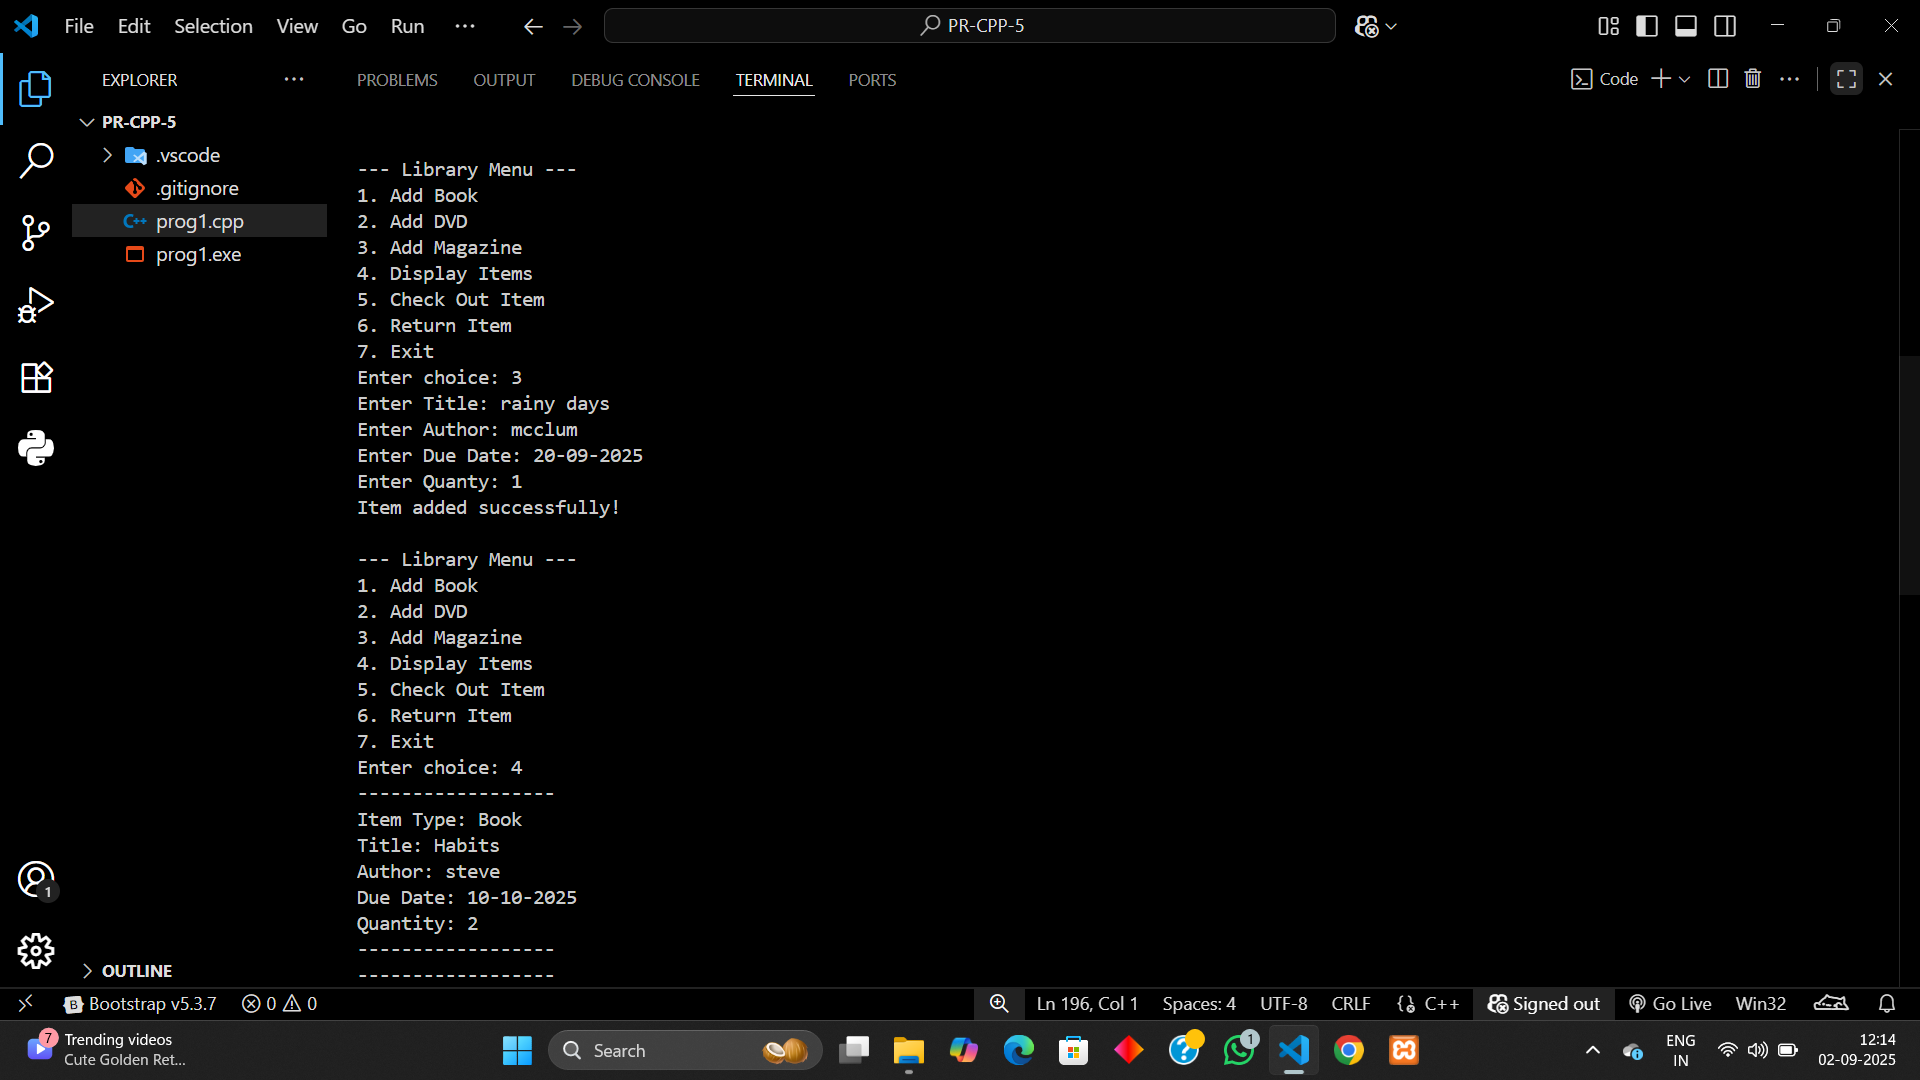 File Edit Selection View Go Run ··· PR-CPP-5
EXPLORER ···
PROBLEMS OUTPUT DEBUG CONSOLE TERMINAL PORTS Code
PR-CPP-5
.vscode
.gitignore
C++ prog1.cpp
prog1.exe
--- Library Menu ---
1. Add Book
2. Add DVD
3. Add Magazine
4. Display Items
5. Check Out Item
6. Return Item
7. Exit
Enter choice: 3
Enter Title: rainy days
Enter Author: mcclum
Enter Due Date: 20-09-2025
Enter Quanty: 1
Item added successfully!
--- Library Menu ---
1. Add Book
2. Add DVD
3. Add Magazine
4. Display Items
5. Check Out Item
6. Return Item
7. Exit
Enter choice: 4
------------------
Item Type: Book
Title: Habits
Author: steve
Due Date: 10-10-2025
Quantity: 2
------------------
------------------
1
OUTLINE
B Bootstrap v5.3.7 0 0 Ln 196, Col 1 Spaces: 4 UTF-8 CRLF {} C++ Signed out Go Live Win32
7 Trending videos
Cute Golden Ret...
Search
1
ENG
IN
12:14
02-09-2025